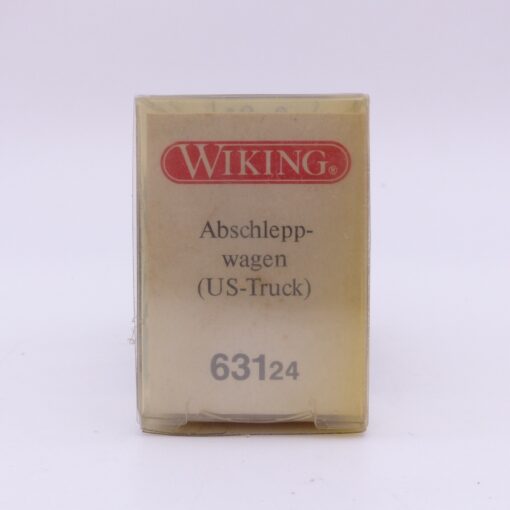 WIKING®
Abschlepp-
wagen
(US-Truck)
63124